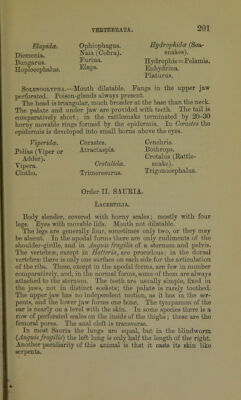 VERTEBRATA. 201
Elapidæ. Ophiophagus. Hydrophidæ (Sea-
Diemenia. Naia (Cobra). snakes).
Bungarus. Furina. Hydrophis=Pelamis.
Hoplocephalus. Elaps. Enhydrina.
Platurus.
Solenoglypha.—Mouth dilatable. Fangs in the upper jaw
perforated. Poison-glands always present.
The head is triangular, much broader at the base than the neck.
The palate and under jaw are provided with teeth. The tail is
comparatively short; in the rattlesnake terminated by 20–30
horny movable rings formed by the epidermis. In Cerastes the
epidermis is developed into small horns above the eyes.
Viperidæ. Cerastes. Cenchris.
Pelias (Viper or Atractaspis. Bothrops.
Adder). Crotalus (Rattle-
Vipera. Crotalidæ. snake).
Clotho. Trimeresurus. Trigonocephalus.
Order II. SAURIA.
Lacertilia.
Body slender, covered with horny scales; mostly with four
legs. Eyes with movable lids. Mouth not dilatable.
The legs are generally four, sometimes only two, or they may
be absent. In the apodal forms there are only rudiments of the
shoulder-girdle, and in Anguis fragilis of a sternum and pelvis.
The vertebræ, except in Hatteria, are procœlous; in the dorsal
vertebræ there is only one surface on each side for the articulation
of the ribs. These, except in the apodal forms, are few in number
comparatively, and, in the normal forms, some of them are always
attached to the sternum. The teeth are usually simple, fixed in
the jaws, not in distinct sockets; the palate is rarely toothed.
The upper jaw has no independent motion, as it has in the ser-
pents, and the lower jaw forms one bone. The tympanum of the
ear is nearly on a level with the skin. In some species there is a
row of perforated scales on the inside of the thighs; these are the
femoral pores. The anal cleft is transverse.
In most Sauria the lungs are equal, but in the blindworm
(Anguis fragilis) the left lung is only half the length of the right.
Another peculiarity of this animal is that it casts its skin like
serpents.